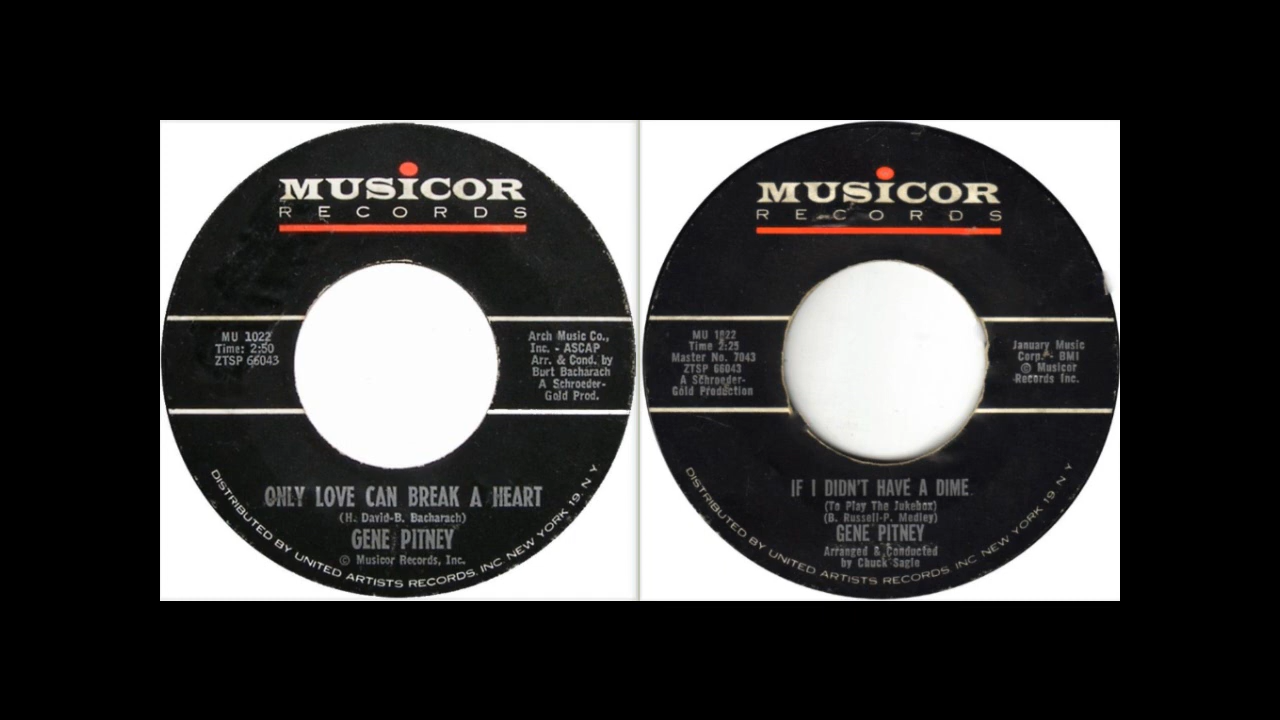 MUSICOR
RECORDS
MU 1022
Time: 2:50
ZTSP 66043
Arch Music Co.,
Inc. - ASCAP
Arr. & Cond. by
Burt Bacharach
A Schroeder-
Gold Prod.
ONLY LOVE CAN BREAK A HEART
(H. David-B. Bacharach)
GENE PITNEY
© Musicor Records, Inc.
DISTRIBUTED BY UNITED ARTISTS RECORDS, INC NEW YORK 19, N Y
MUSICOR
RECORDS
MU 1022
Time 2:25
Master No. 7043
ZTSP 66043
A Schroeder-
Gold Production
January Music
Corp. - BMI
© Musicor
Records Inc.
IF I DIDN'T HAVE A DIME
(To Play The Jukebox)
(B. Russell-P. Medley)
GENE PITNEY
Arranged & Conducted
by Chuck Sagle
DISTRIBUTED BY UNITED ARTISTS RECORDS, INC NEW YORK 19, N Y